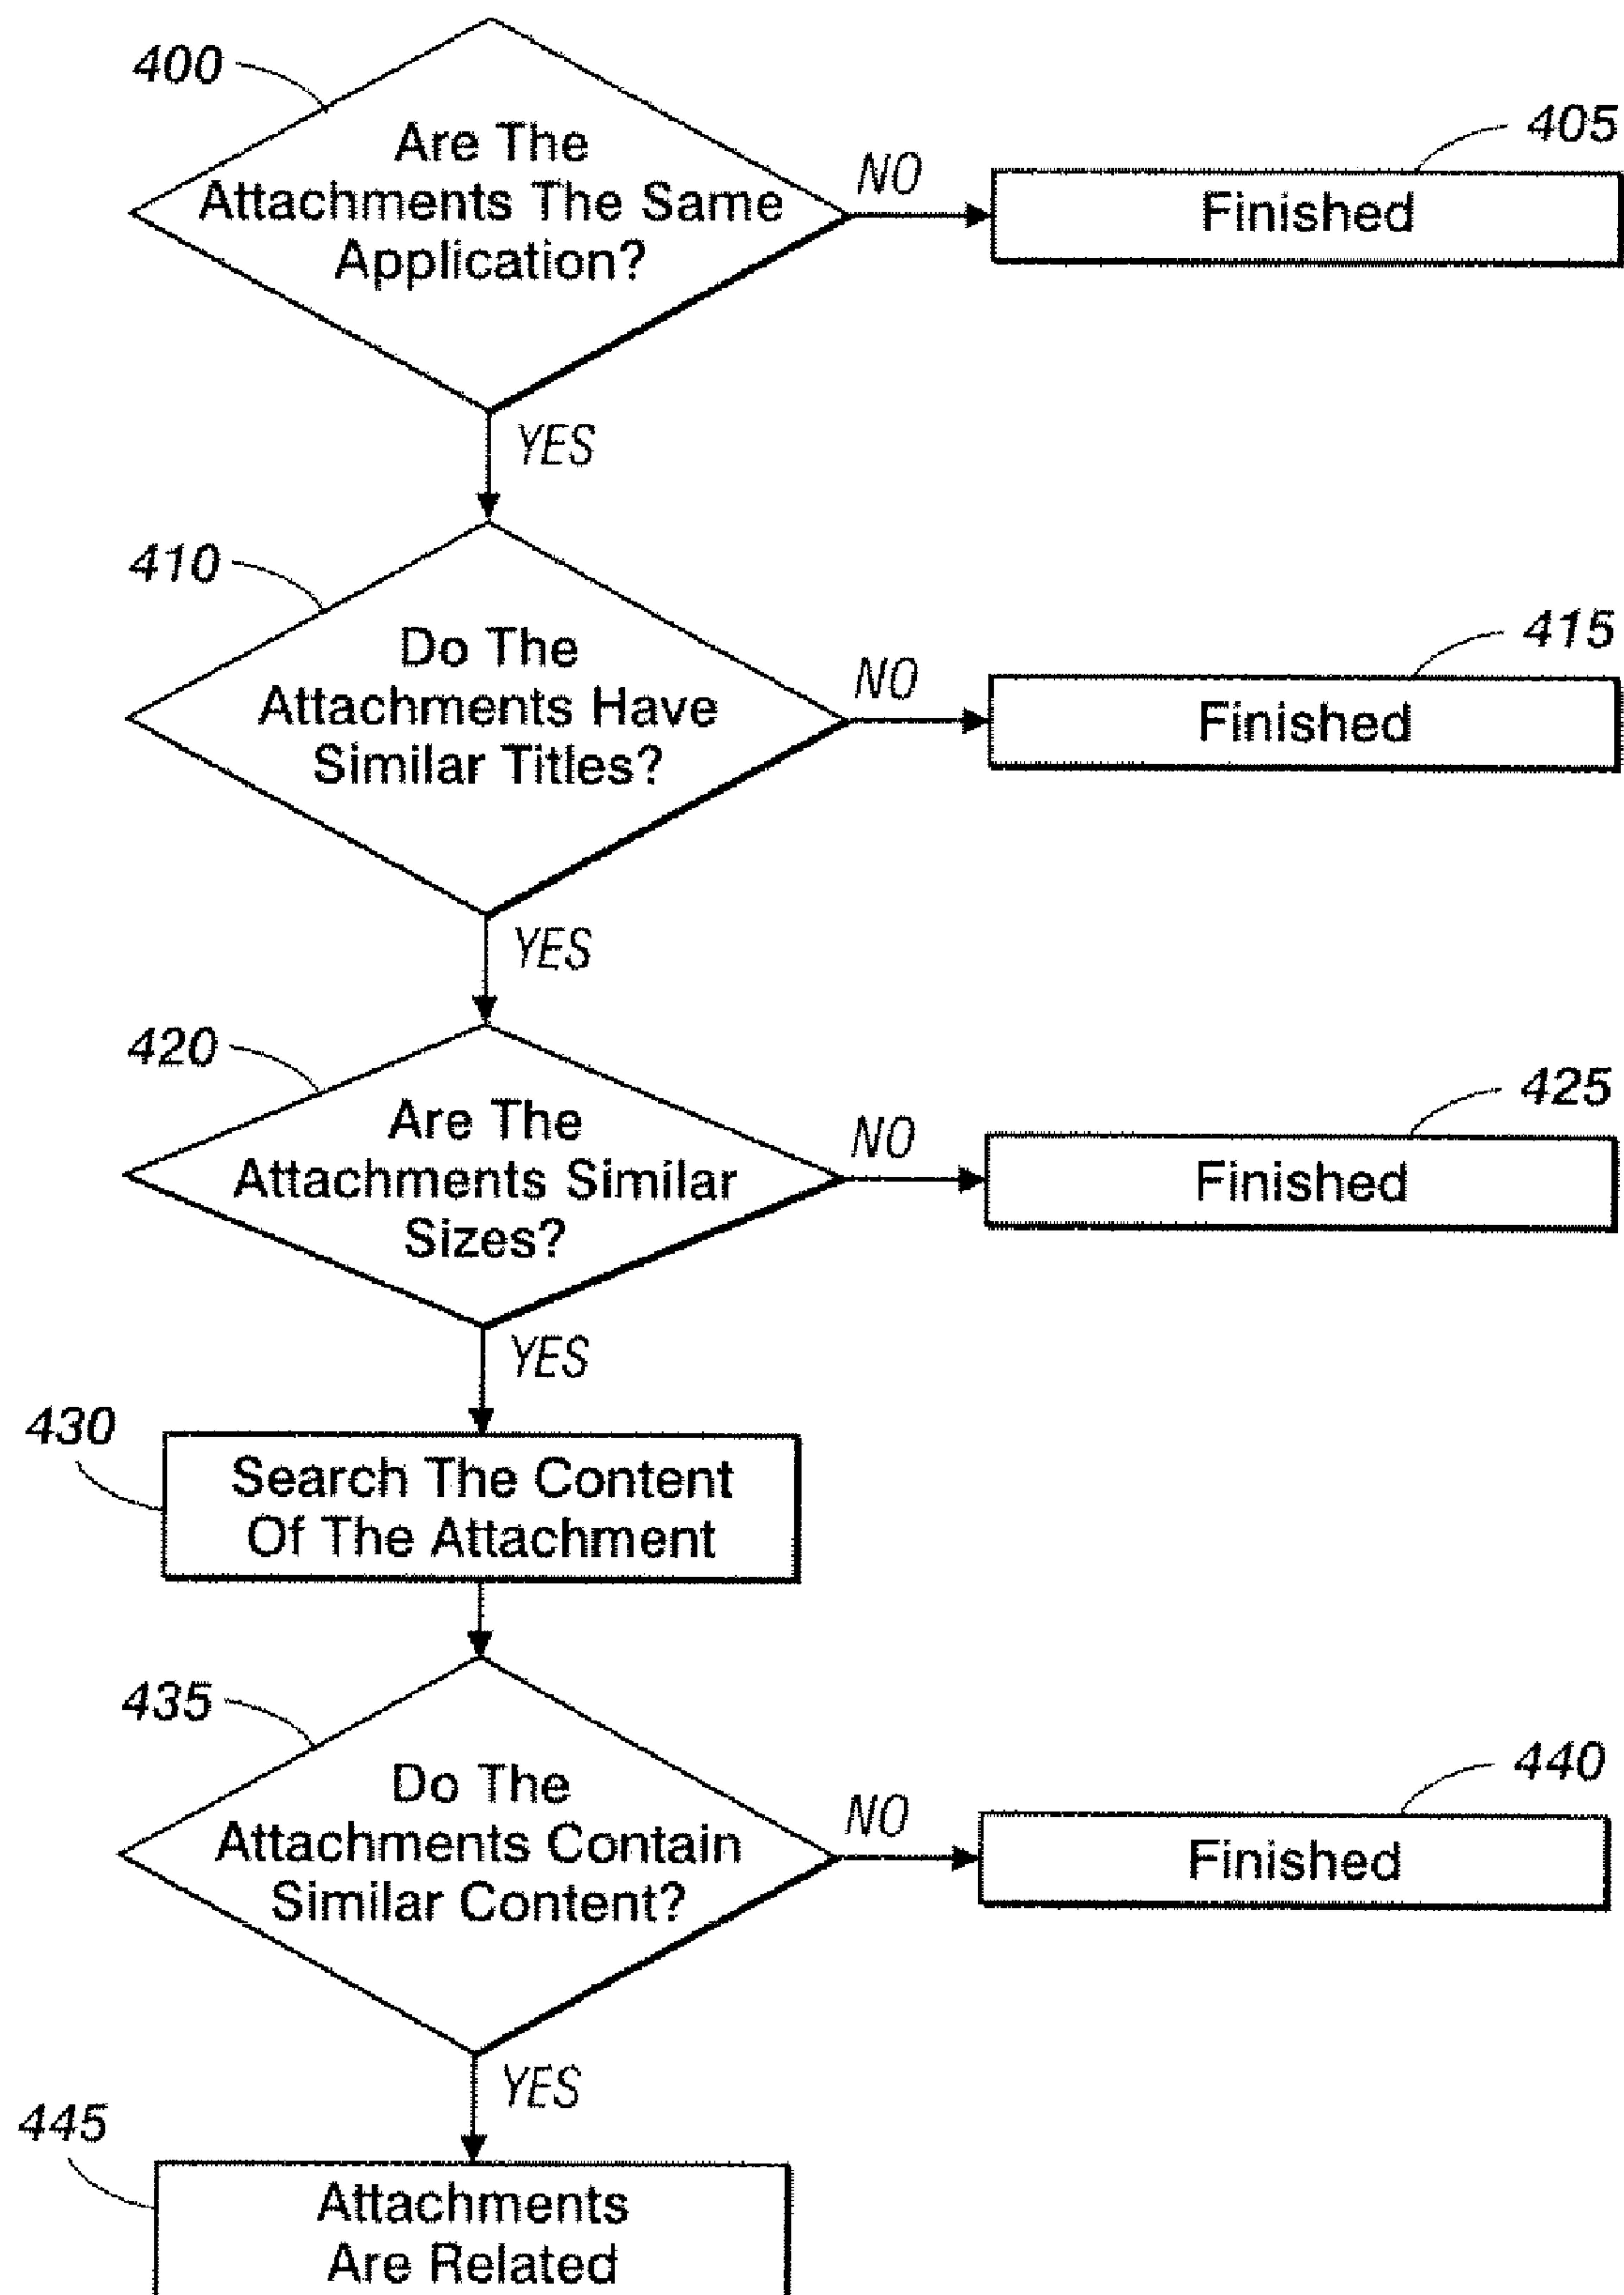 400
Are The
Attachments The Same
Application?
NO
405
Finished
YES
410
Do The
Attachments Have
Similar Titles?
NO
415
Finished
YES
420
Are The
Attachments Similar
Sizes?
NO
425
Finished
YES
430
Search The Content
Of The Attachment
435
Do The
Attachments Contain
Similar Content?
NO
440
Finished
YES
445
Attachments
Are Related